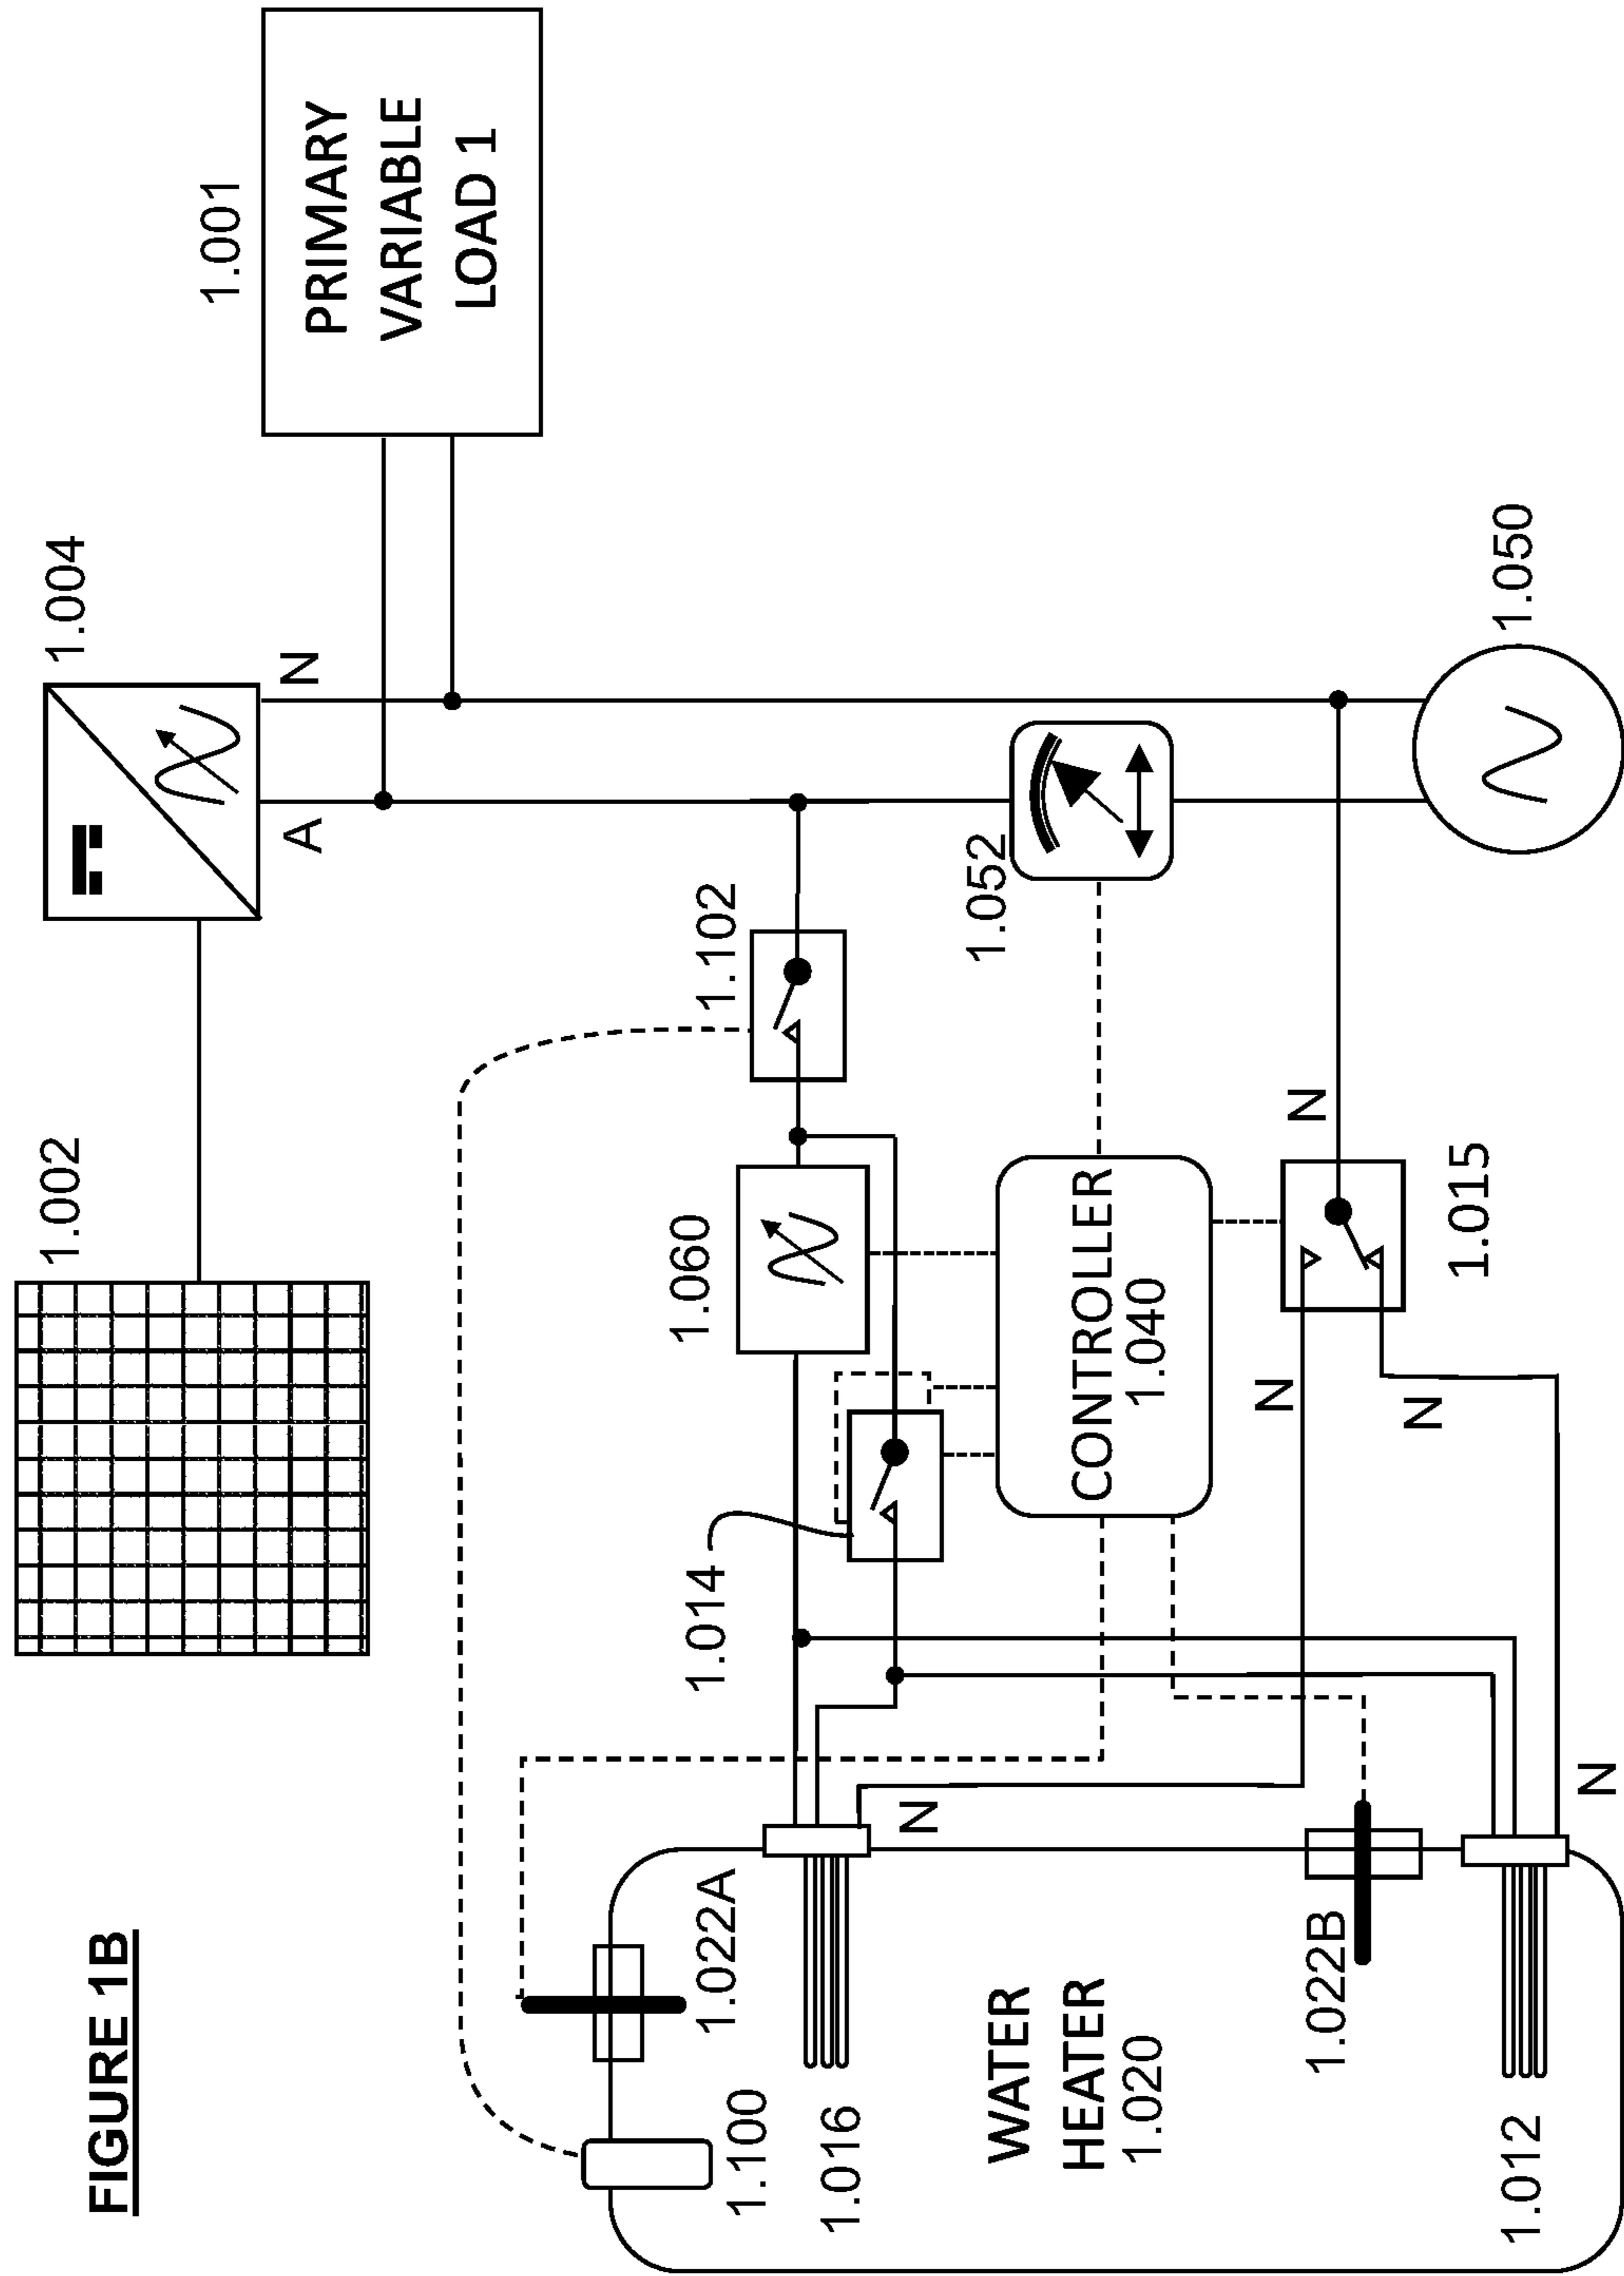 FIGURE 1B
1.002
1.004
1.001
PRIMARY
VARIABLE
LOAD 1
A
N
1.102
1.060
1.014
1.052
1.050
CONTROLLER
1.040
N
N
N
1.015
N
N
1.022A
1.100
1.016
WATER
HEATER
1.020
1.022B
1.012